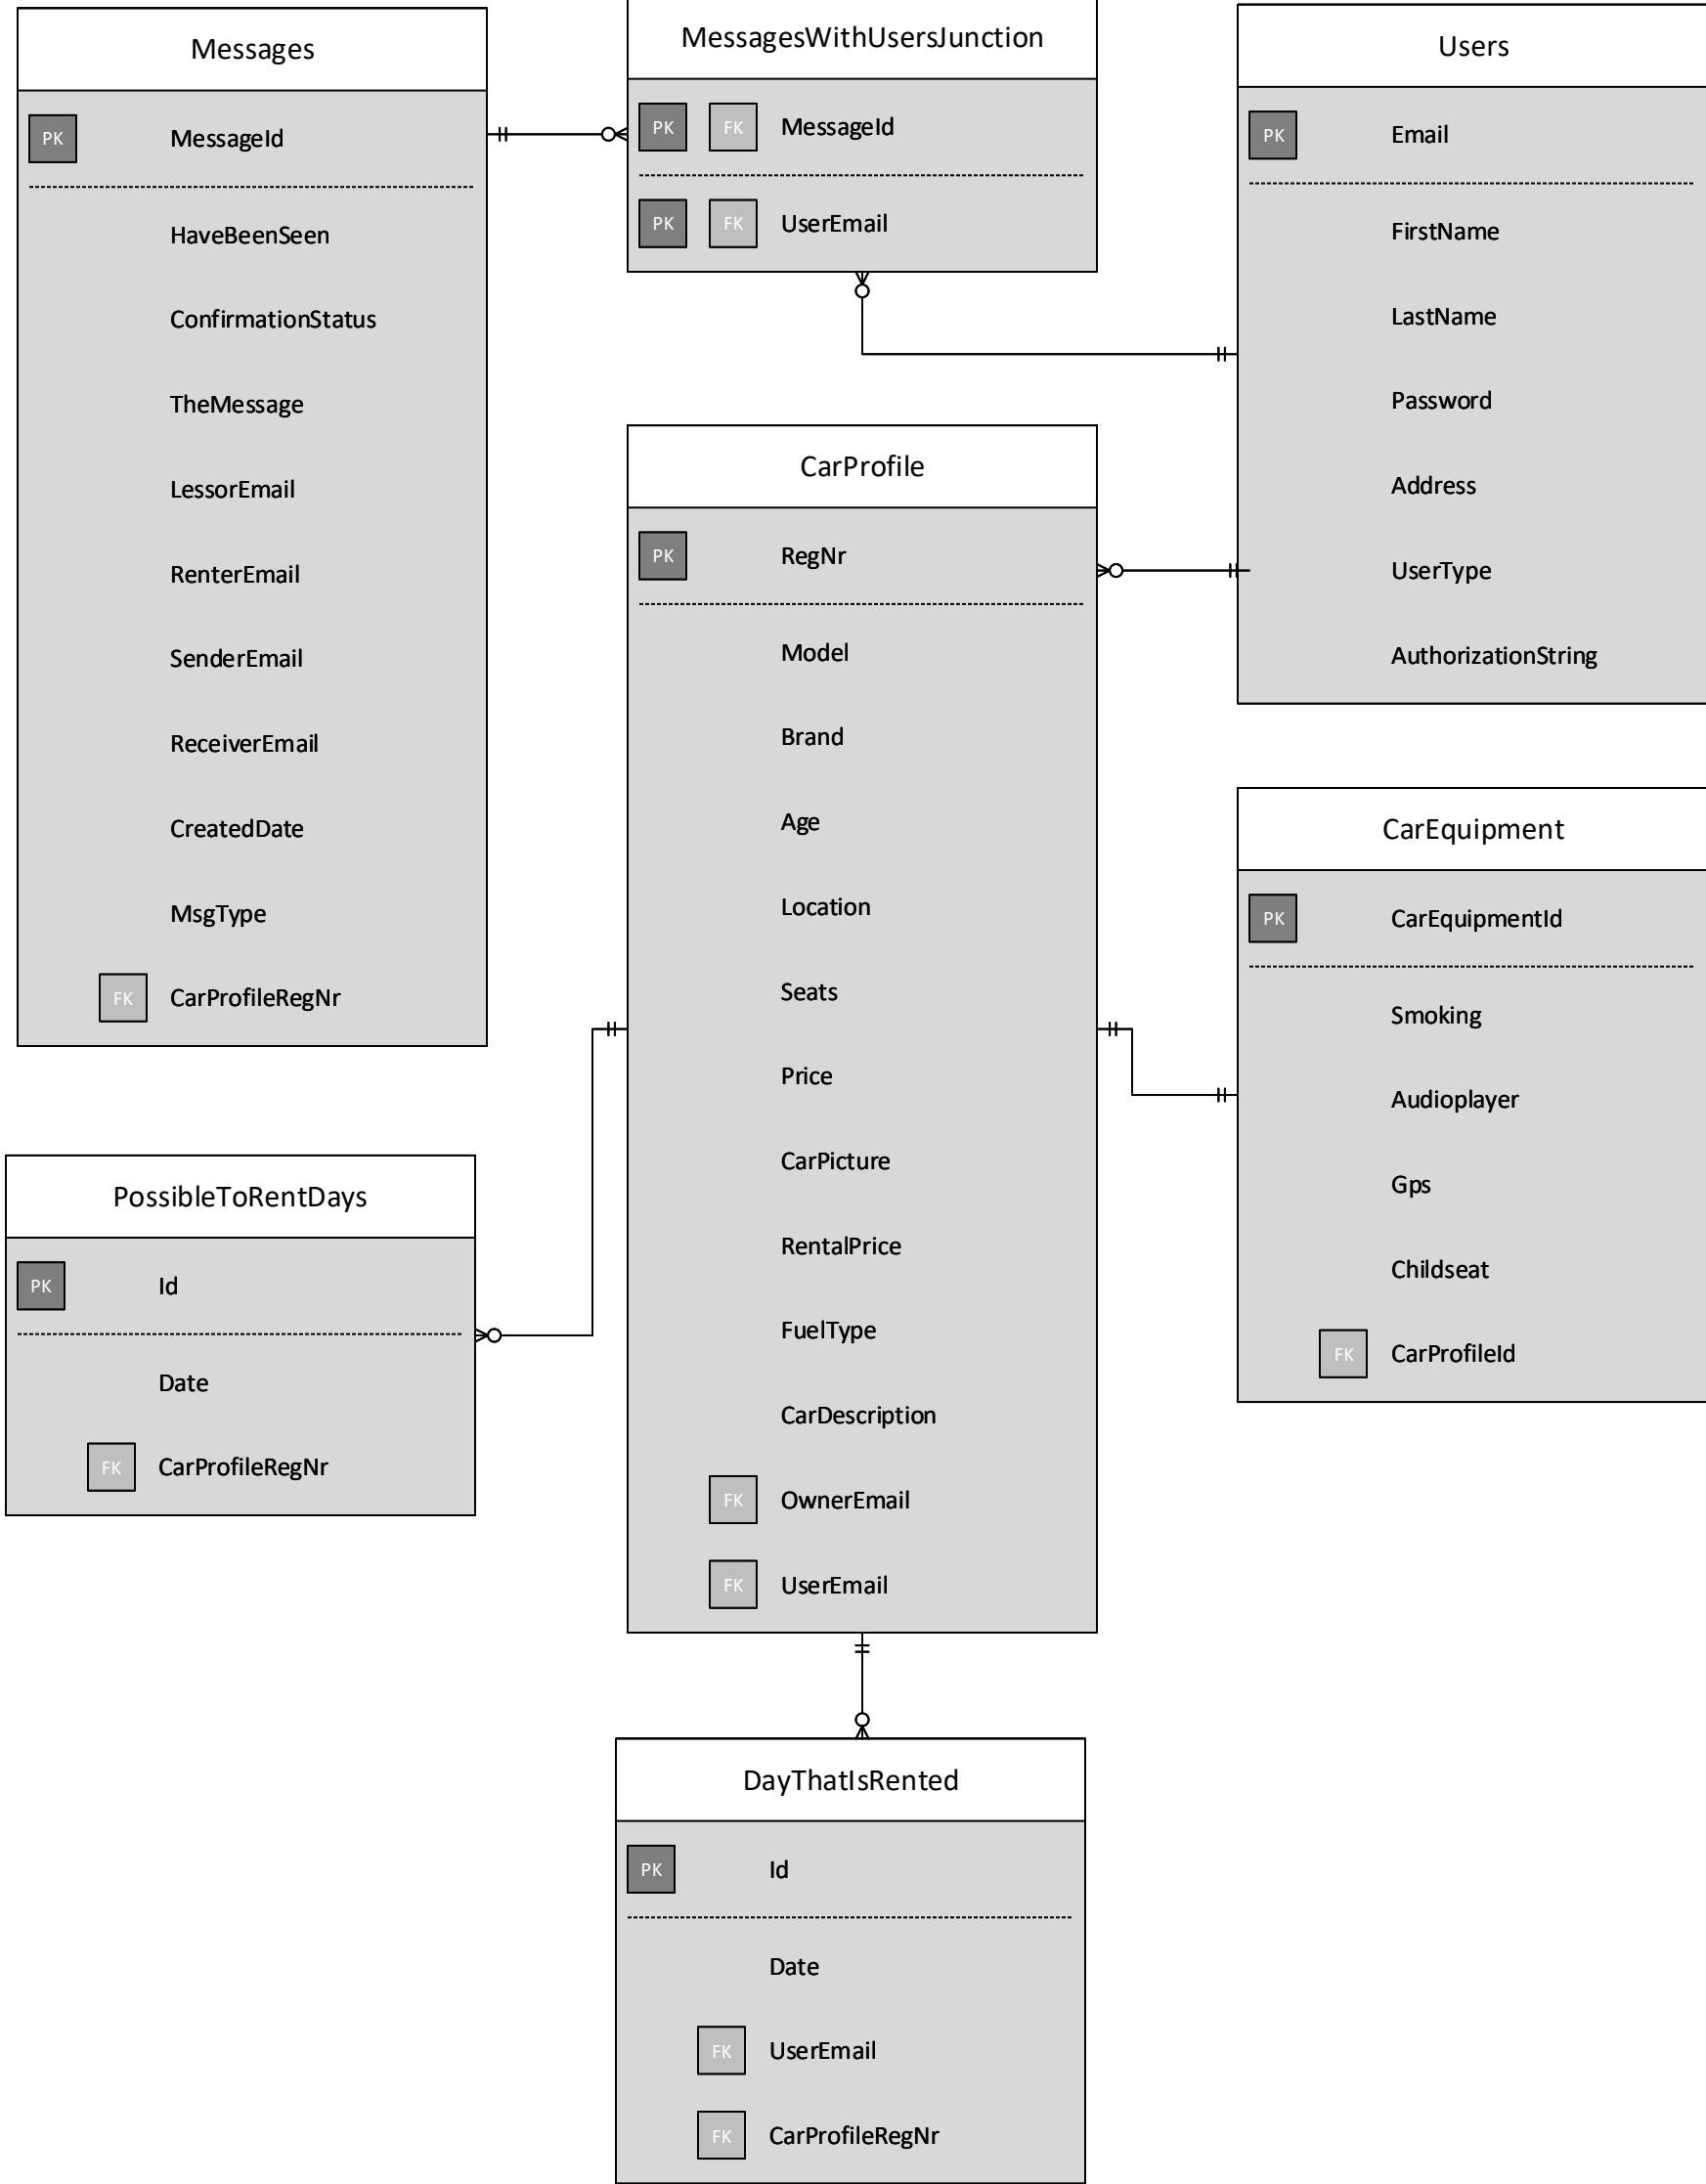 Messages
PK MessageId
HaveBeenSeen
ConfirmationStatus
TheMessage
LessorEmail
RenterEmail
SenderEmail
ReceiverEmail
CreatedDate
MsgType
FK CarProfileRegNr
MessagesWithUsersJunction
PK FK MessageId
PK FK UserEmail
Users
PK Email
FirstName
LastName
Password
Address
UserType
AuthorizationString
CarProfile
PK RegNr
Model
Brand
Age
Location
Seats
Price
CarPicture
RentalPrice
FuelType
CarDescription
FK OwnerEmail
FK UserEmail
CarEquipment
PK CarEquipmentId
Smoking
Audioplayer
Gps
Childseat
FK CarProfileId
PossibleToRentDays
PK Id
Date
FK CarProfileRegNr
DayThatIsRented
PK Id
Date
FK UserEmail
FK CarProfileRegNr